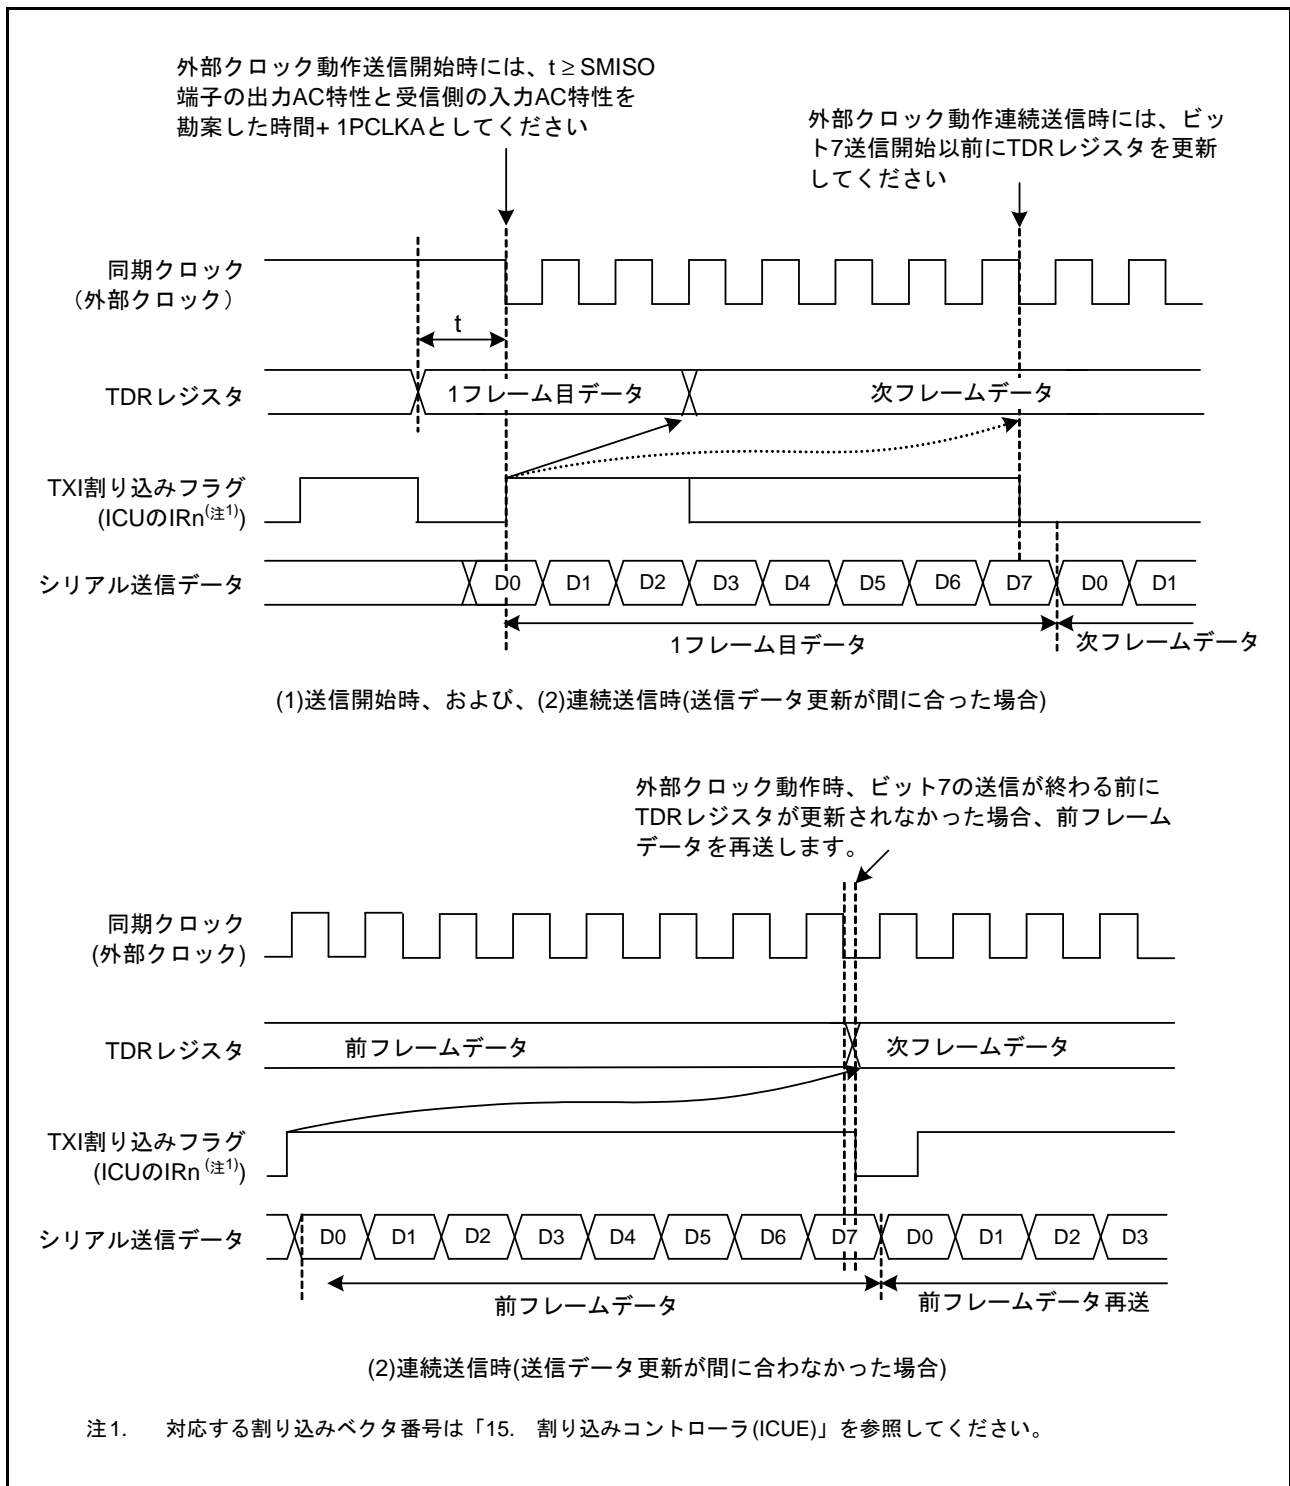 外部クロック動作送信開始時には、t ≥ SMISO
端子の出力AC特性と受信側の入力AC特性を
勘案した時間+ 1PCLKAとしてください
外部クロック動作連続送信時には、ビッ
ト7送信開始以前にTDRレジスタを更新
してください
同期クロック
（外部クロック）
t
TDRレジスタ
1フレーム目データ
次フレームデータ
TXI割り込みフラグ
(ICUのIRn(注1))
シリアル送信データ
D0 D1 D2 D3 D4 D5 D6 D7 D0 D1
1フレーム目データ
次フレームデータ
(1)送信開始時、および、(2)連続送信時(送信データ更新が間に合った場合)
外部クロック動作時、ビット7の送信が終わる前に
TDRレジスタが更新されなかった場合、前フレーム
データを再送します。
同期クロック
(外部クロック)
TDRレジスタ
前フレームデータ
次フレームデータ
TXI割り込みフラグ
(ICUのIRn (注1))
シリアル送信データ
D0 D1 D2 D3 D4 D5 D6 D7 D0 D1 D2 D3
前フレームデータ
前フレームデータ再送
(2)連続送信時(送信データ更新が間に合わなかった場合)
注1. 対応する割り込みベクタ番号は「15. 割り込みコントローラ(ICUE)」を参照してください。